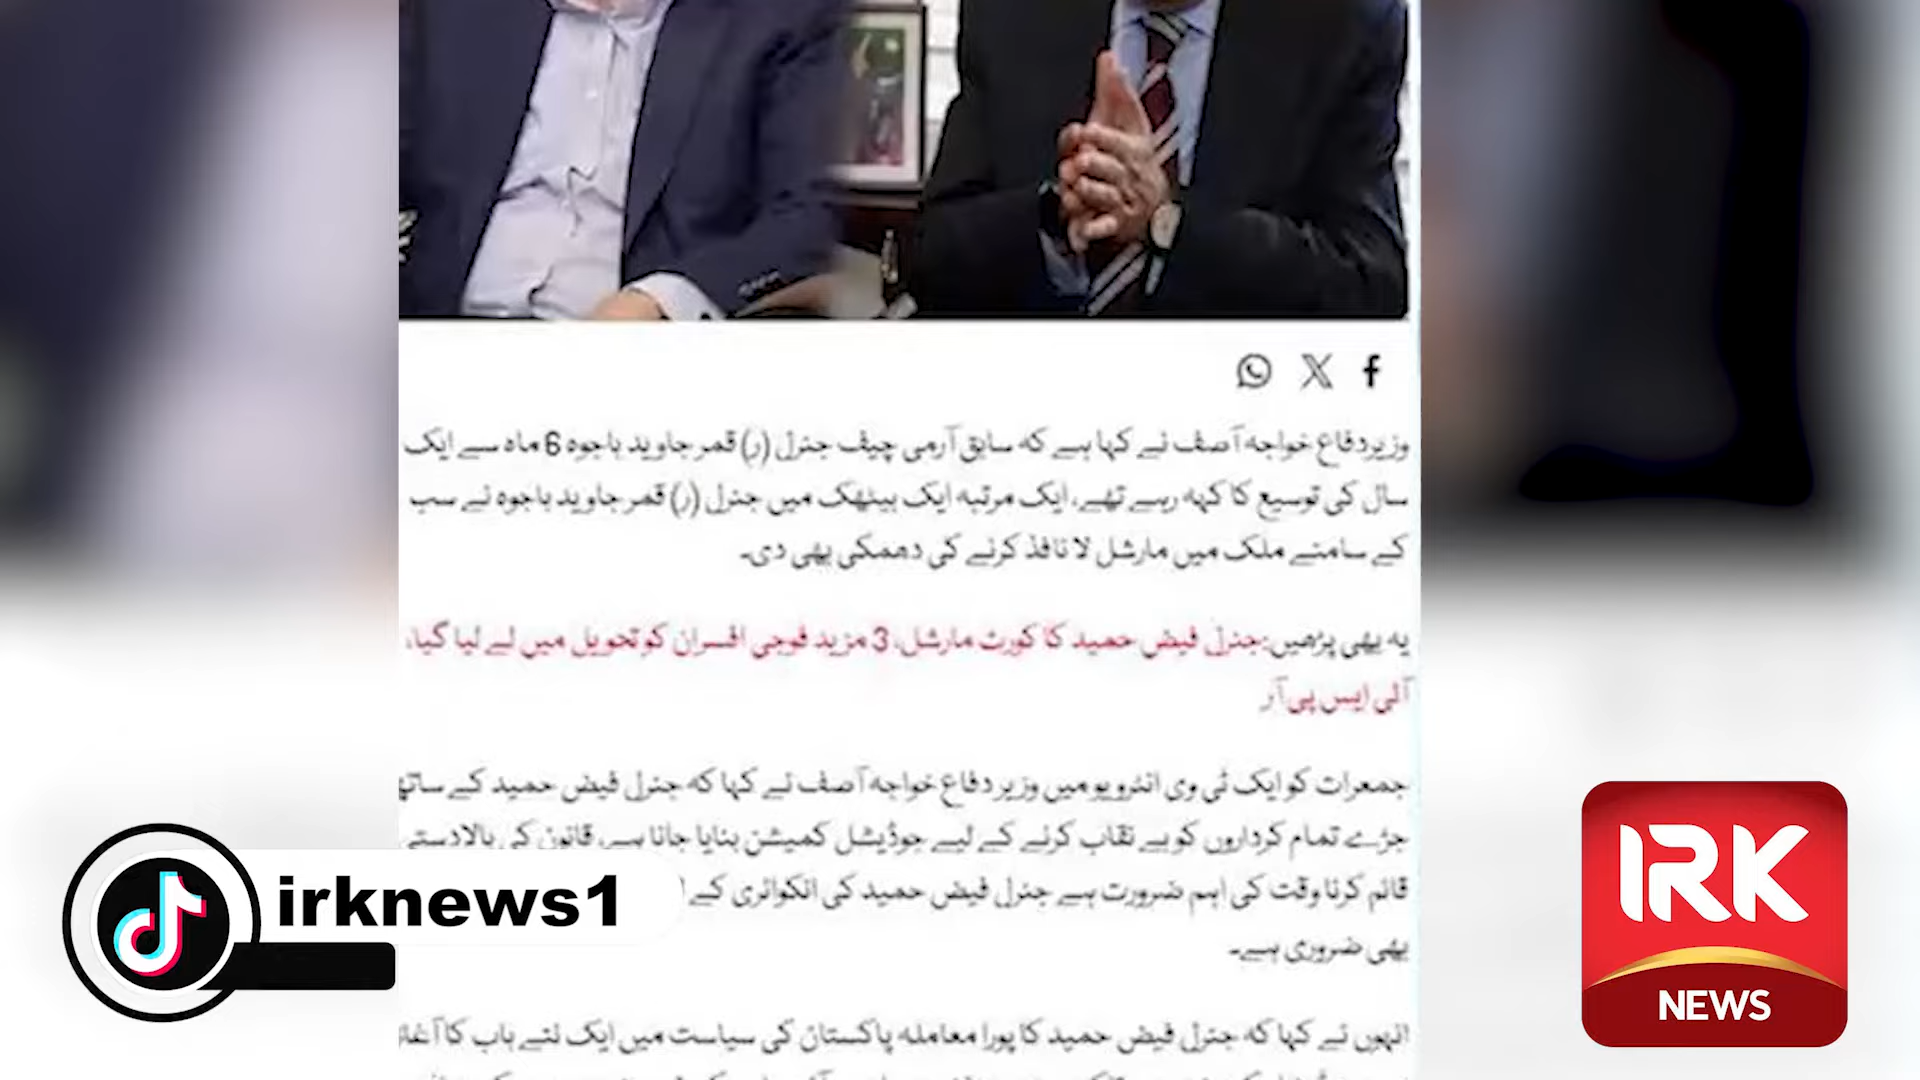 وزیردفاع خواجہ آصف نے کہا ہے کہ سابق آرمی چیف جنرل (ر) قمر جاوید باجوہ 6 ماہ سے ایک
سال کی توسیع کا کہہ رہے تھے، ایک مرتبہ ایک بیٹھک میں جنرل (ر) قمر جاوید باجوہ نے سب
کے سامنے ملک میں مارشل لا نافذ کرنے کی دھمکی بھی دی۔
یہ بھی پڑھیں:جنرل فیض حمید کا کورٹ مارشل، 3 مزید فوجی افسران کو تحویل میں لے لیا گیا،
آئی ایس پی آر
جمعرات کو ایک ٹی وی انٹرویو میں وزیر دفاع خواجہ آصف نے کہا کہ جنرل فیض حمید کے ساتھ
جڑے تمام کرداروں کو بے نقاب کرنے کے لیے جوڈیشل کمیشن بنایا جانا ہے، قانون کی بالادستی
قائم کرنا وقت کی اہم ضرورت ہے جنرل فیض حمید کی انکوائری کے
بھی ضروری ہے۔
انہوں نے کہا کہ جنرل فیض حمید کا پورا معاملہ پاکستان کی سیاست میں ایک نئے باب کا آغاز
irknews1
IRK
NEWS